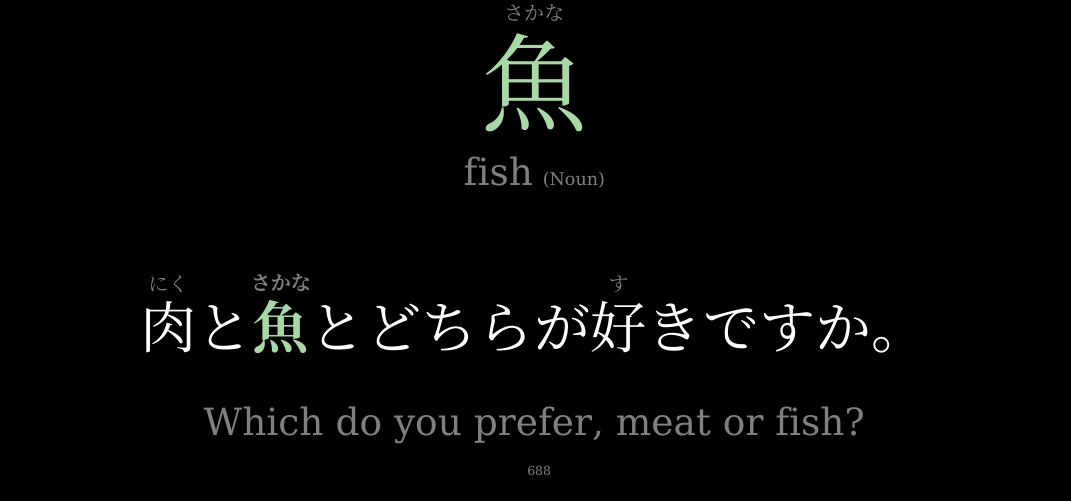 さかな
魚
fish (Noun)
にく さかな す
肉と魚とどちらが好きですか。
Which do you prefer, meat or fish?
688